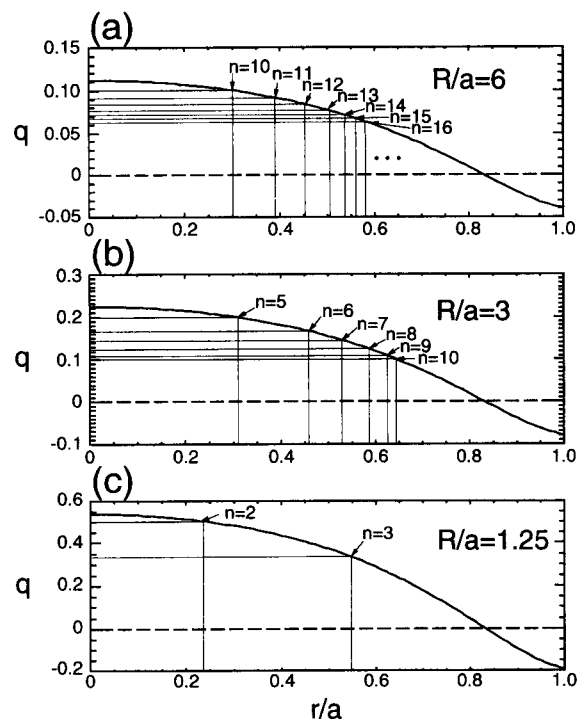 (a)
0.15
n=10
n=11
n=12
n=13
n=14
n=15
n=16
R/a=6
0.10
q
0.05
...
0
-0.05
0 0.2 0.4 0.6 0.8 1.0
(b)
0.3
n=5
n=6
n=7
n=8
n=9
n=10
R/a=3
0.2
q
0.1
0
-0.1
0 0.2 0.4 0.6 0.8 1.0
(c)
0.6
n=2
n=3
R/a=1.25
0.4
q
0.2
0
-0.2
0 0.2 0.4 0.6 0.8 1.0
r/a